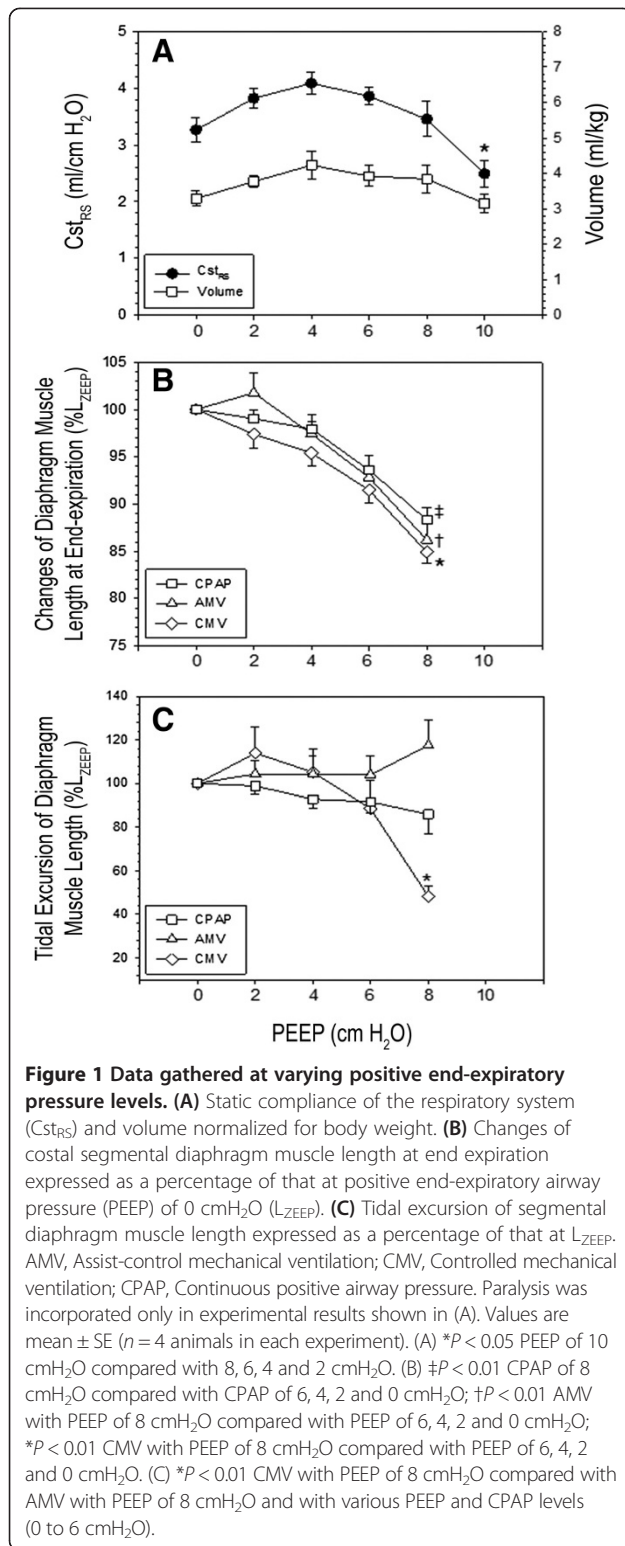 A
5
4
3
2
1
0
CstRS (ml/cm H2O)
8
7
6
5
4
3
2
1
0
Volume (ml/kg)
*
CstRS
Volume
0 2 4 6 8 10
B
105
100
95
90
85
80
75
Changes of Diaphragm Muscle
Length at End-expiration (%LZEEP)
‡
†
*
CPAP
AMV
CMV
0 2 4 6 8 10
C
140
120
100
80
60
40
20
Tidal Excursion of Diaphragm
Muscle Length (%LZEEP)
*
CPAP
AMV
CMV
0 2 4 6 8 10
PEEP (cm H2O)
Figure 1 Data gathered at varying positive end-expiratory
pressure levels. (A) Static compliance of the respiratory system
(CstRS) and volume normalized for body weight. (B) Changes of
costal segmental diaphragm muscle length at end expiration
expressed as a percentage of that at positive end-expiratory airway
pressure (PEEP) of 0 cmH2O (LZEEP). (C) Tidal excursion of segmental
diaphragm muscle length expressed as a percentage of that at LZEEP.
AMV, Assist-control mechanical ventilation; CMV, Controlled mechanical
ventilation; CPAP, Continuous positive airway pressure. Paralysis was
incorporated only in experimental results shown in (A). Values are
mean ± SE (n = 4 animals in each experiment). (A) *P < 0.05 PEEP of 10
cmH2O compared with 8, 6, 4 and 2 cmH2O. (B) ‡P < 0.01 CPAP of 8
cmH2O compared with CPAP of 6, 4, 2 and 0 cmH2O; †P < 0.01 AMV
with PEEP of 8 cmH2O compared with PEEP of 6, 4, 2 and 0 cmH2O;
*P < 0.01 CMV with PEEP of 8 cmH2O compared with PEEP of 6, 4, 2
and 0 cmH2O. (C) *P < 0.01 CMV with PEEP of 8 cmH2O compared with
AMV with PEEP of 8 cmH2O and with various PEEP and CPAP levels
(0 to 6 cmH2O).